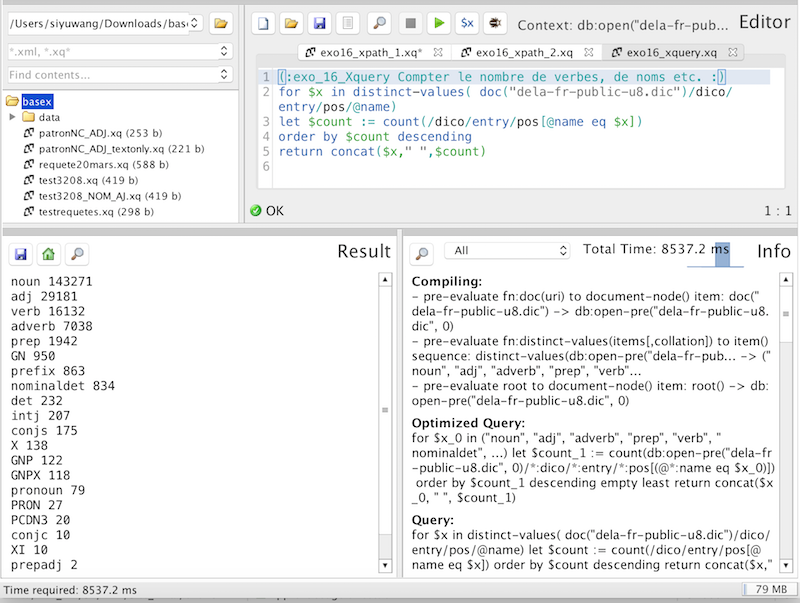 /Users/siyuwang/Downloads/base
Context: db:open("dela-fr-pub...
Editor
*.xml, *.xq*
Find contents...
exo16_xpath_1.xq*
exo16_xpath_2.xq
exo16_xquery.xq
basex
data
patronNC_ADJ.xq (253 b)
patronNC_ADJ_textonly.xq (221 b)
requete20mars.xq (588 b)
test3208.xq (419 b)
test3208_NOM_AJ.xq (419 b)
testrequetes.xq (298 b)
1 (:exo_16_Xquery Compter le nombre de verbes, de noms etc. :)
2 for $x in distinct-values( doc("dela-fr-public-u8.dic")/dico/
entry/pos/@name)
3 let $count := count(/dico/entry/pos[@name eq $x])
4 order by $count descending
5 return concat($x," ",$count)
6
OK
1 : 1
Result
noun 143271
adj 29181
verb 16132
adverb 7038
prep 1942
GN 950
prefix 863
nominaldet 834
det 232
intj 207
conjs 175
X 138
GNP 122
GNPX 118
pronoun 79
PRON 27
PCDN3 20
conjc 10
XI 10
prepadj 2
All
Total Time: 8537.2 ms
Info
Compiling:
- pre-evaluate fn:doc(uri) to document-node() item: doc("
dela-fr-public-u8.dic") -> db:open-pre("dela-fr-public-u8.
dic", 0)
- pre-evaluate fn:distinct-values(items[,collation]) to item()
sequence: distinct-values(db:open-pre("dela-fr-pub... -> ("
noun", "adj", "adverb", "prep", "verb"...
- pre-evaluate root to document-node() item: root() -> db:
open-pre("dela-fr-public-u8.dic", 0)
Optimized Query:
for $x_0 in ("noun", "adj", "adverb", "prep", "verb", "
nominaldet", ...) let $count_1 := count(db:open-pre("dela-fr
-public-u8.dic", 0)/*:dico/*:entry/*:pos[(@*:name eq $x_0)])
order by $count_1 descending empty least return concat($x
_0, " ", $count_1)
Query:
for $x in distinct-values( doc("dela-fr-public-u8.dic")/dico/
entry/pos/@name) let $count := count(/dico/entry/pos[@
name eq $x]) order by $count descending return concat($x,"
Time required: 8537.2 ms
79 MB